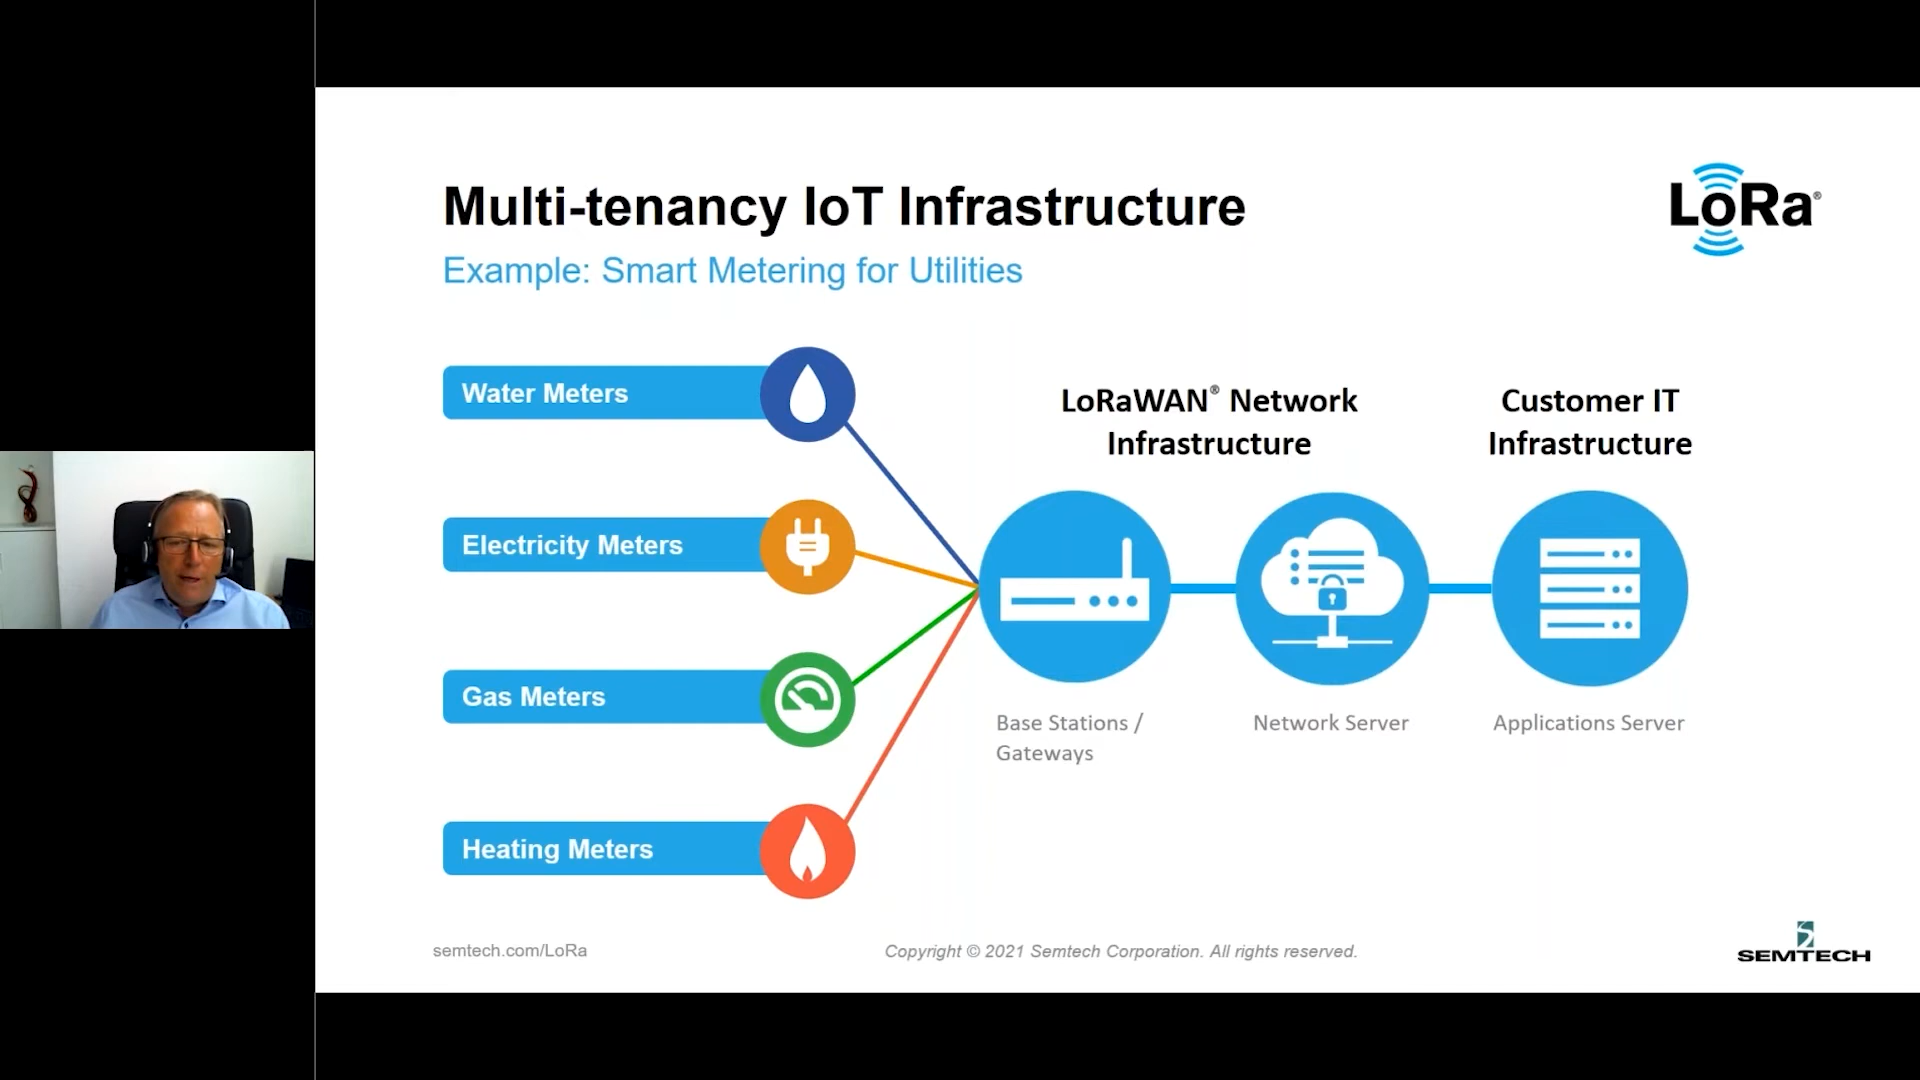 Multi-tenancy IoT Infrastructure
LoRa®
Example: Smart Metering for Utilities
Water Meters
Electricity Meters
Gas Meters
Heating Meters
LoRaWAN® Network
Infrastructure
Customer IT
Infrastructure
Base Stations /
Gateways
Network Server
Applications Server
semtech.com/LoRa
Copyright © 2021 Semtech Corporation. All rights reserved.
SEMTECH